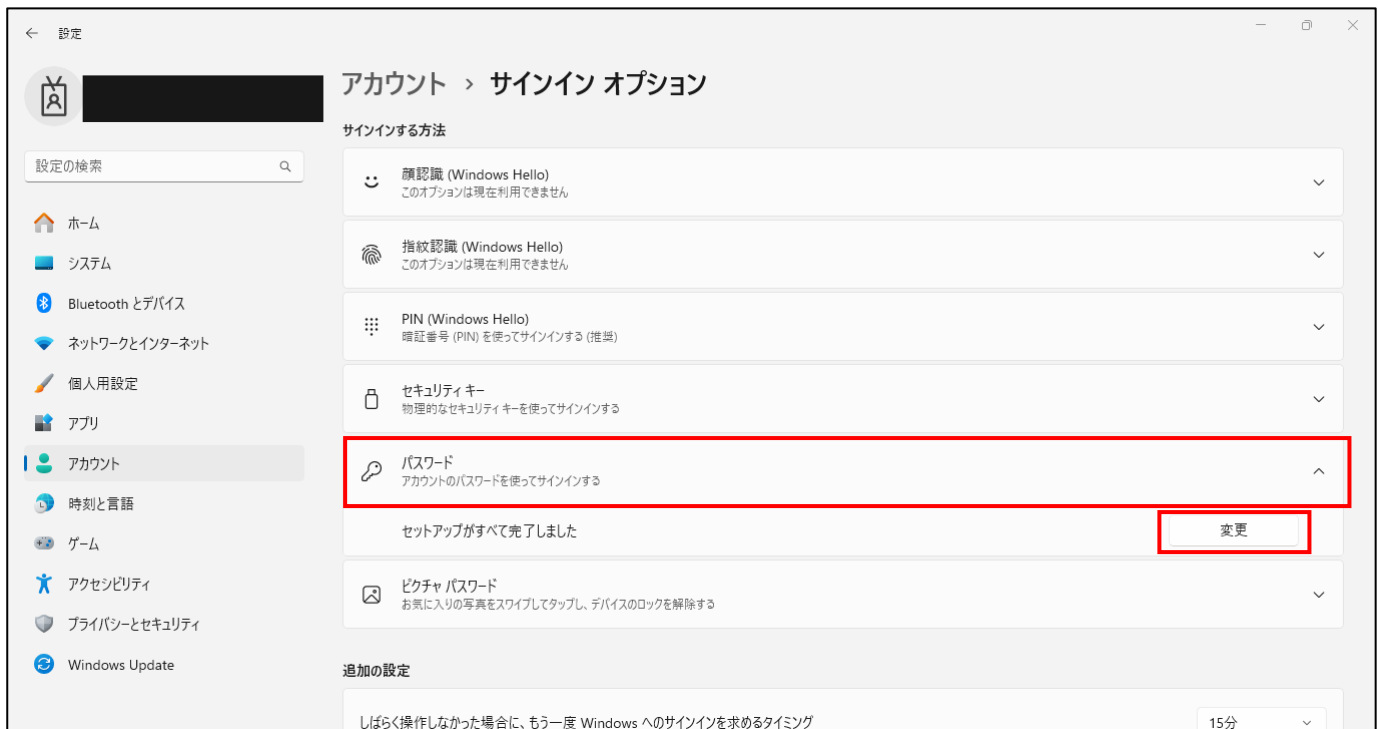 設定
アカウント › サインイン オプション
サインインする方法
設定の検索
顔認識 (Windows Hello)
このオプションは現在利用できません
ホーム
指紋認識 (Windows Hello)
このオプションは現在利用できません
システム
Bluetooth とデバイス
PIN (Windows Hello)
暗証番号 (PIN) を使ってサインインする (推奨)
ネットワークとインターネット
個人用設定
セキュリティ キー
物理的なセキュリティ キーを使ってサインインする
アプリ
アカウント
パスワード
アカウントのパスワードを使ってサインインする
時刻と言語
セットアップがすべて完了しました
変更
ゲーム
アクセシビリティ
ピクチャ パスワード
お気に入りの写真をスワイプしてタップし、デバイスのロックを解除する
プライバシーとセキュリティ
Windows Update
追加の設定
しばらく操作しなかった場合に、もう一度 Windows へのサインインを求めるタイミング
15分